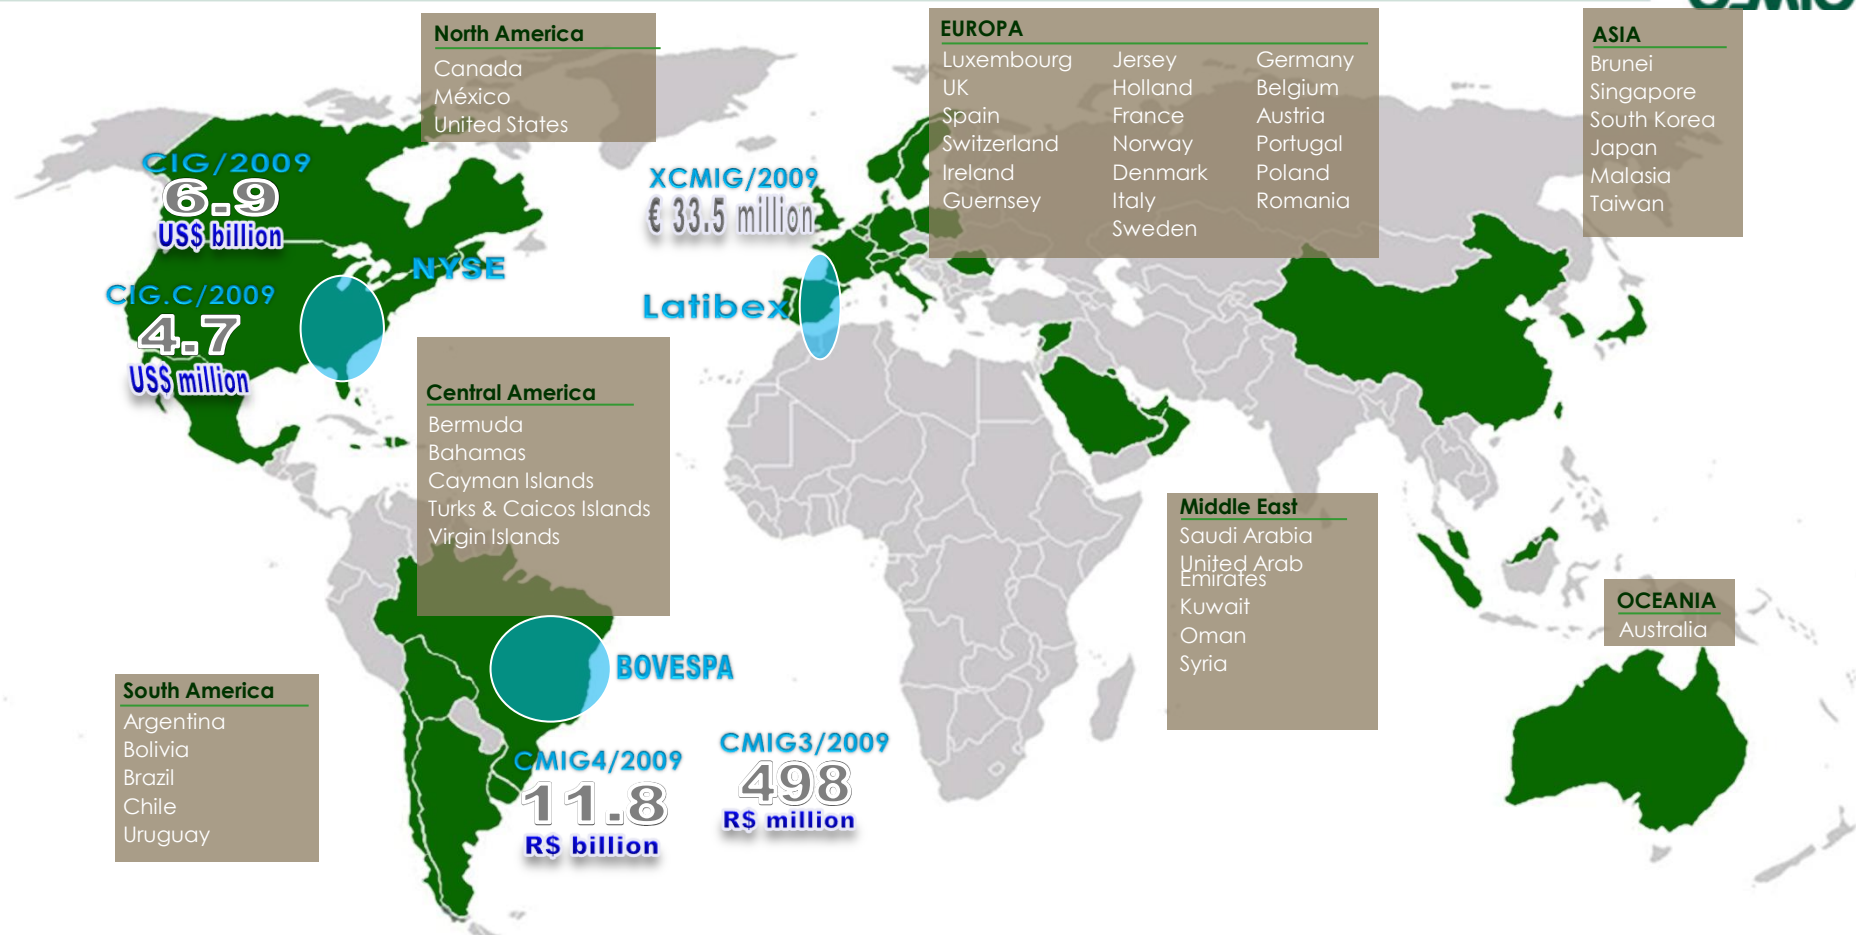 North America
Canada
México
United States
EUROPA
Luxembourg
UK
Spain
Switzerland
Ireland
Guernsey
Jersey
Holland
France
Norway
Denmark
Italy
Sweden
Germany
Belgium
Austria
Portugal
Poland
Romania
ASIA
Brunei
Singapore
South Korea
Japan
Malasia
Taiwan
CIG/2009
6.9
US$ billion
NYSE
CIG.C/2009
4.7
US$ million
XCMIG/2009
€ 33.5 million
Latibex
Central America
Bermuda
Bahamas
Cayman Islands
Turks & Caicos Islands
Virgin Islands
Middle East
Saudi Arabia
United Arab
Emirates
Kuwait
Oman
Syria
OCEANIA
Australia
BOVESPA
South America
Argentina
Bolivia
Brazil
Chile
Uruguay
CMIG4/2009
11.8
R$ billion
CMIG3/2009
498
R$ million